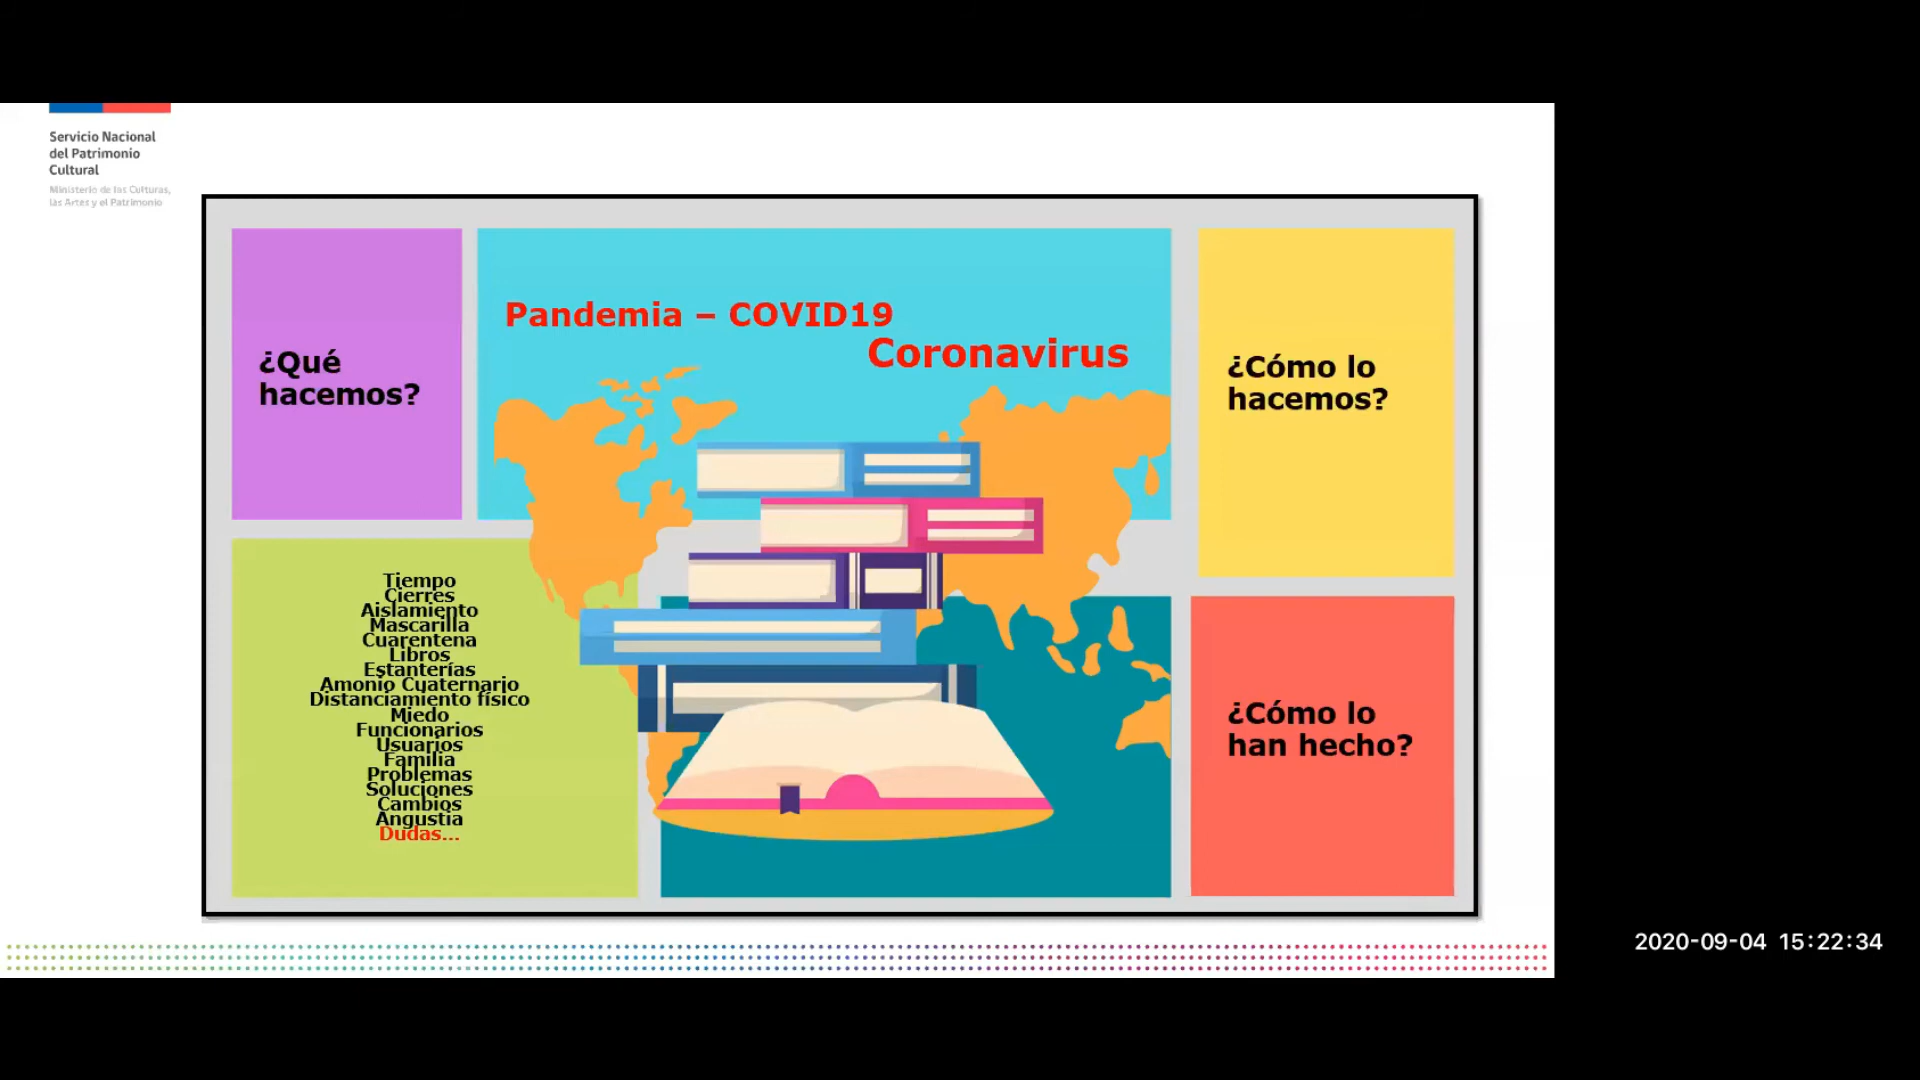 Servicio Nacional
del Patrimonio
Cultural
Ministerio de las Culturas,
las Artes y el Patrimonio
¿Qué
hacemos?
Pandemia – COVID19
Coronavirus
¿Cómo lo
hacemos?
Tiempo
Cierres
Aislamiento
Mascarilla
Cuarentena
Libros
Estanterías
Amonio Cuaternario
Distanciamiento físico
Miedo
Funcionarios
Usuarios
Familia
Problemas
Soluciones
Cambios
Angustia
Dudas...
¿Cómo lo
han hecho?
2020-09-04 15:22:34